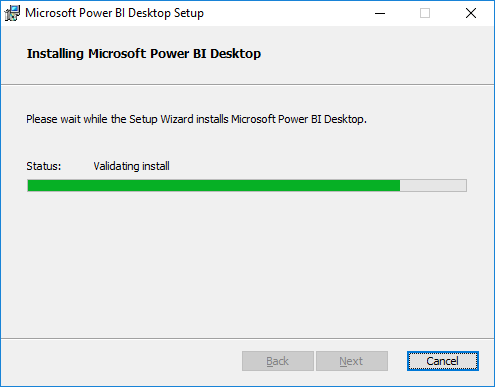 Microsoft Power BI Desktop Setup
Installing Microsoft Power BI Desktop
Please wait while the Setup Wizard installs Microsoft Power BI Desktop.
Status: Validating install
Back Next Cancel